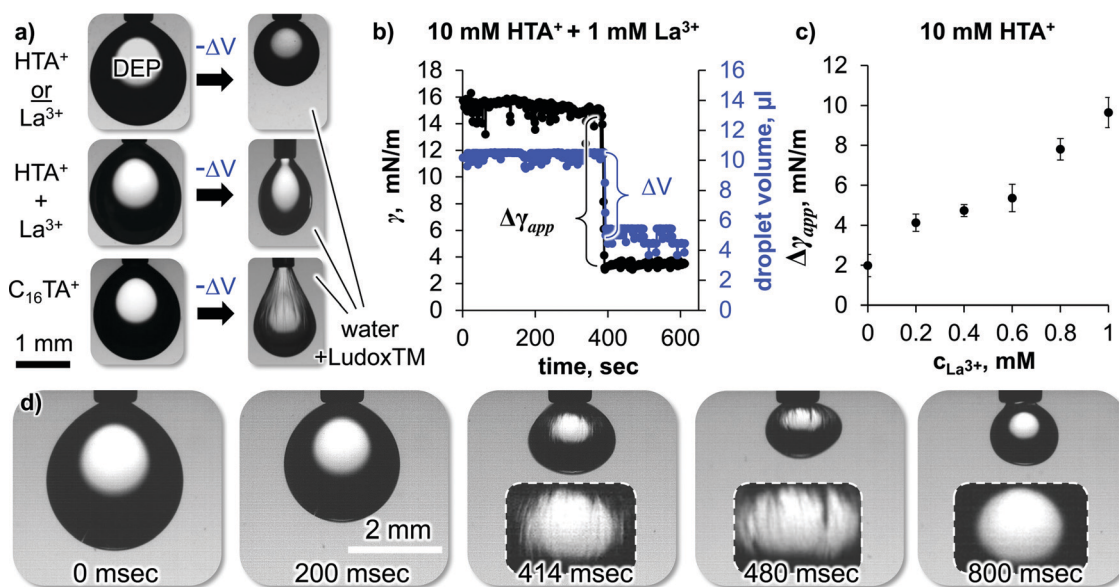 a)
HTA⁺
or
La³⁺
DEP
-ΔV
HTA⁺
+
La³⁺
-ΔV
C₁₆TA⁺
-ΔV
1 mm
water
+LudoxTM
b)
10 mM HTA⁺ + 1 mM La³⁺
γ, mN/m
18
16
14
12
10
8
6
4
2
0
18
16
14
12
10
8
6
4
2
0
droplet volume, µl
Δγapp
ΔV
0 200 400 600
time, sec
c)
10 mM HTA⁺
Δγapp, mN/m
12
10
8
6
4
2
0
0 0.2 0.4 0.6 0.8 1
cLa³⁺, mM
d)
2 mm
0 msec
200 msec
414 msec
480 msec
800 msec